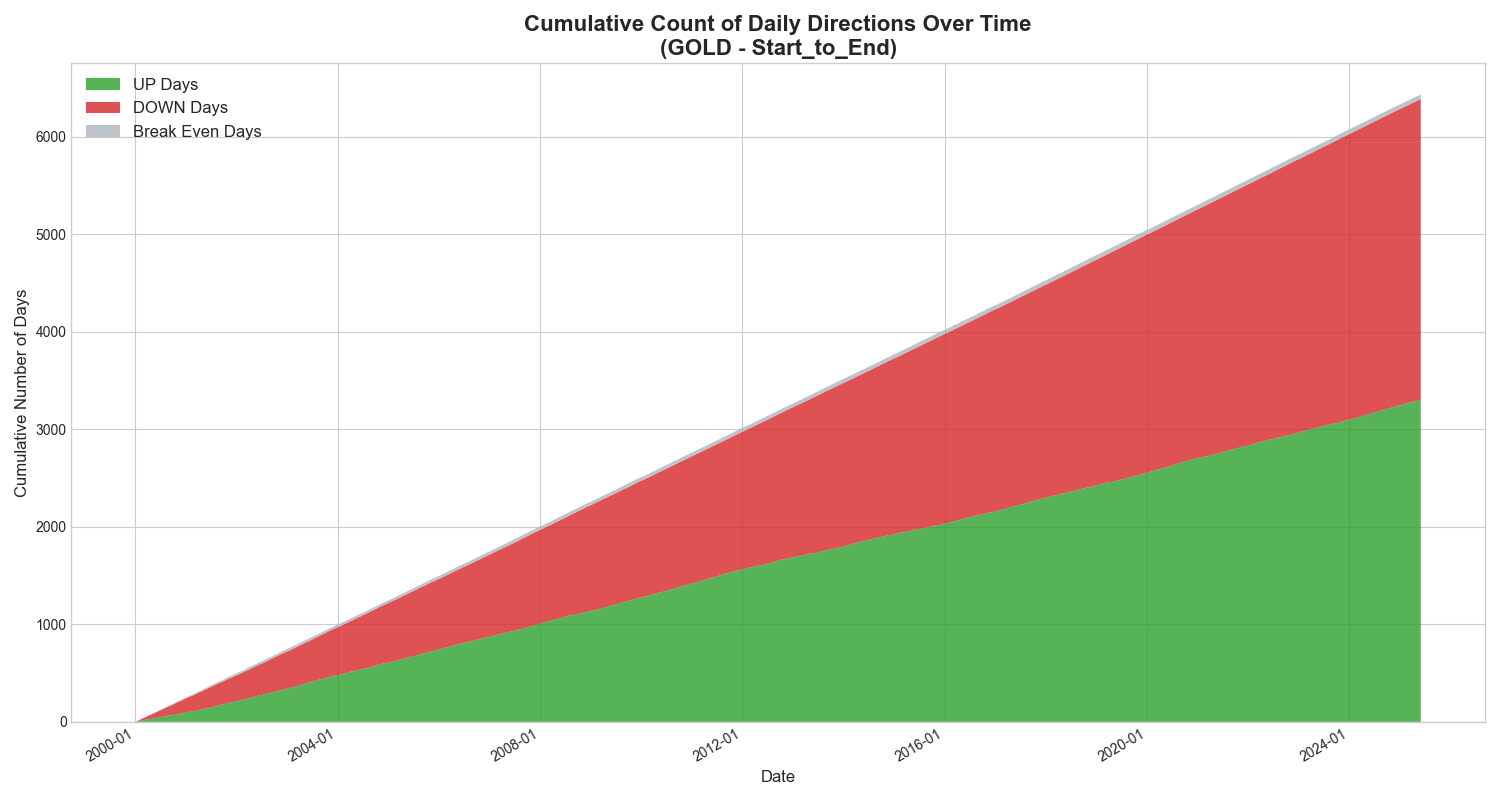 Cumulative Count of Daily Directions Over Time
(GOLD - Start_to_End)
UP Days
DOWN Days
Break Even Days
Cumulative Number of Days
6000
5000
4000
3000
2000
1000
0
2000-01
2004-01
2008-01
2012-01
2016-01
2020-01
2024-01
Date